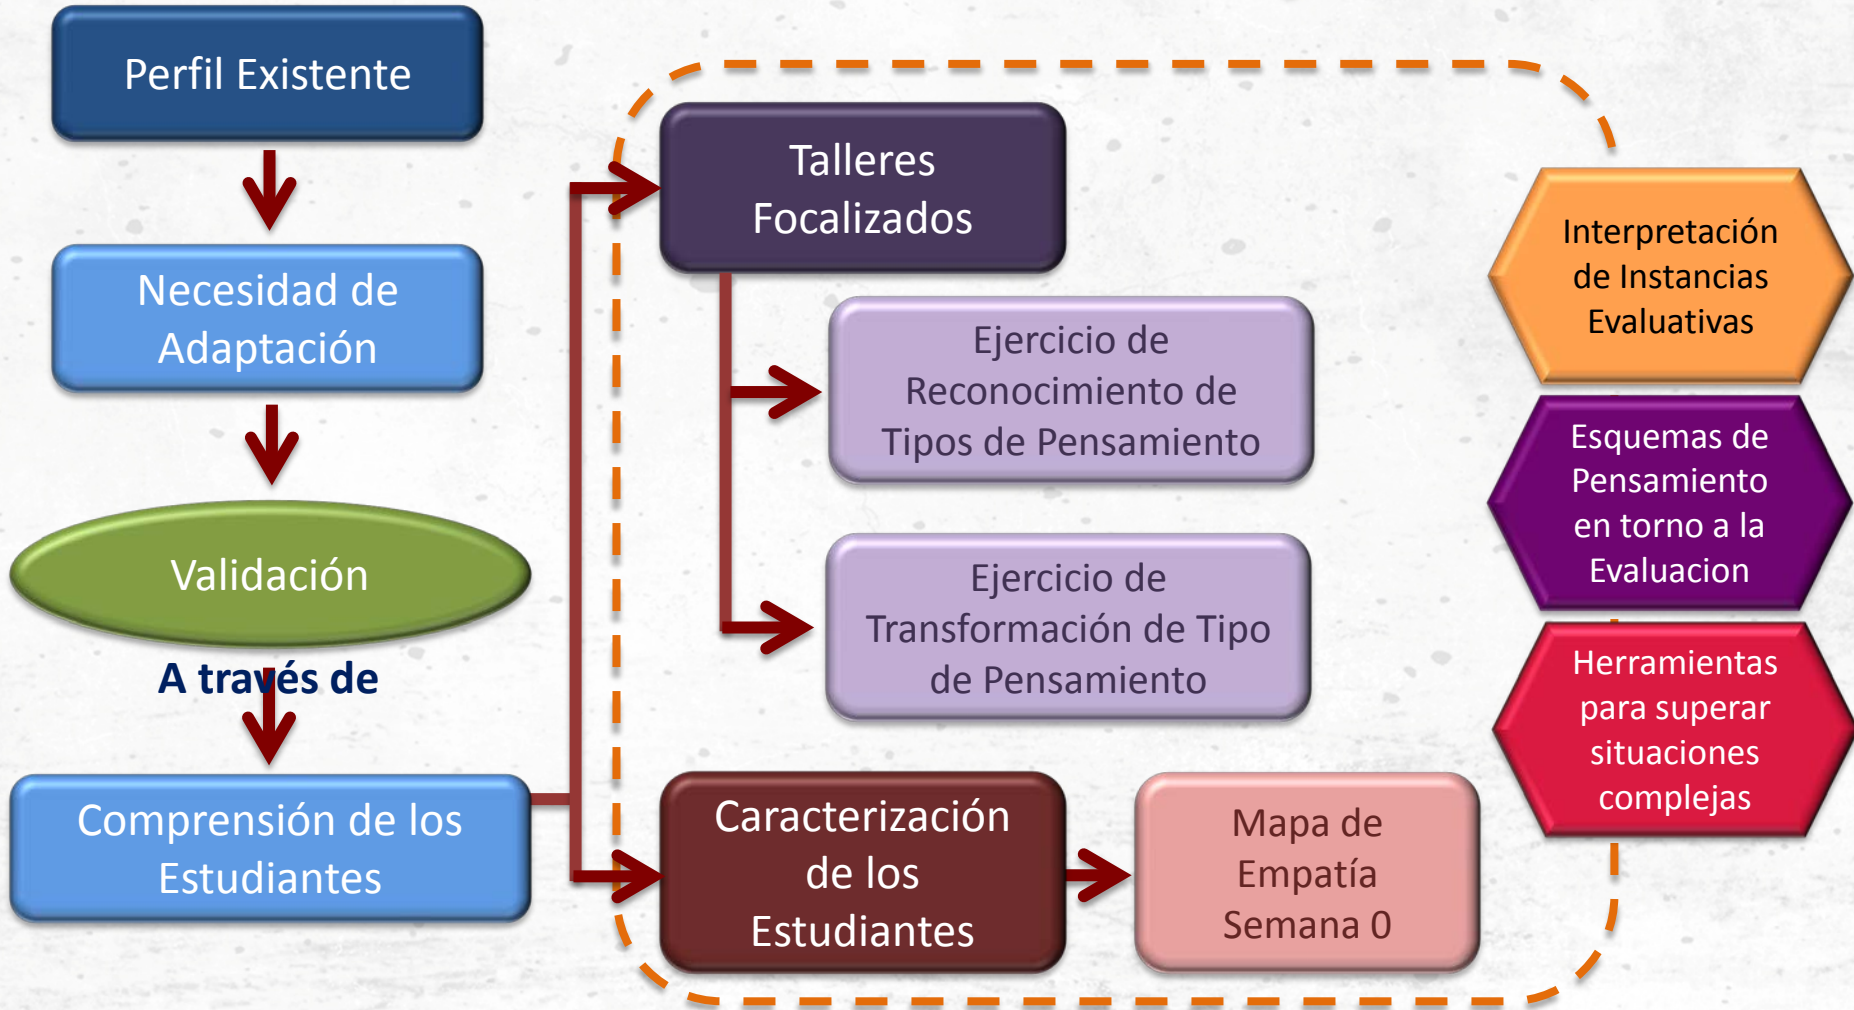 Perfil Existente
Necesidad de
Adaptación
Validación
A través de
Comprensión de los
Estudiantes
Talleres
Focalizados
Ejercicio de
Reconocimiento de
Tipos de Pensamiento
Ejercicio de
Transformación de Tipo
de Pensamiento
Caracterización
de los
Estudiantes
Mapa de
Empatía
Semana 0
Interpretación
de Instancias
Evaluativas
Esquemas de
Pensamiento
en torno a la
Evaluacion
Herramientas
para superar
situaciones
complejas